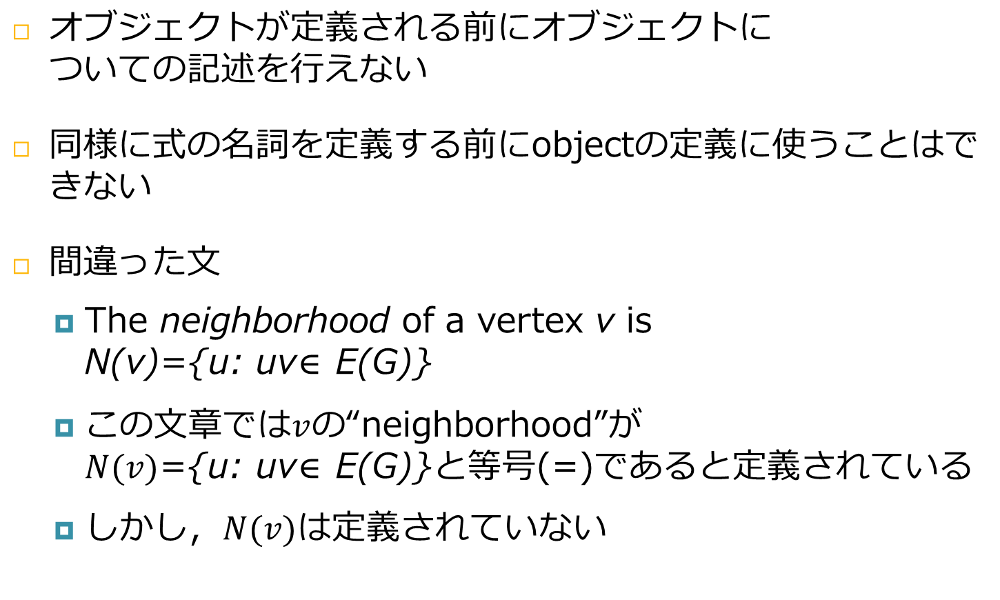 オブジェクトが定義される前にオブジェクトに
ついての記述を行えない
同様に式の名詞を定義する前にobjectの定義に使うことはで
きない
間違った文
The neighborhood of a vertex v is
N(v)={u: uv∈ E(G)}
この文章では𝑣の“neighborhood”が
𝑁(𝑣)={u: uv∈ E(G)}と等号(=)であると定義されている
しかし，𝑁(𝑣)は定義されていない